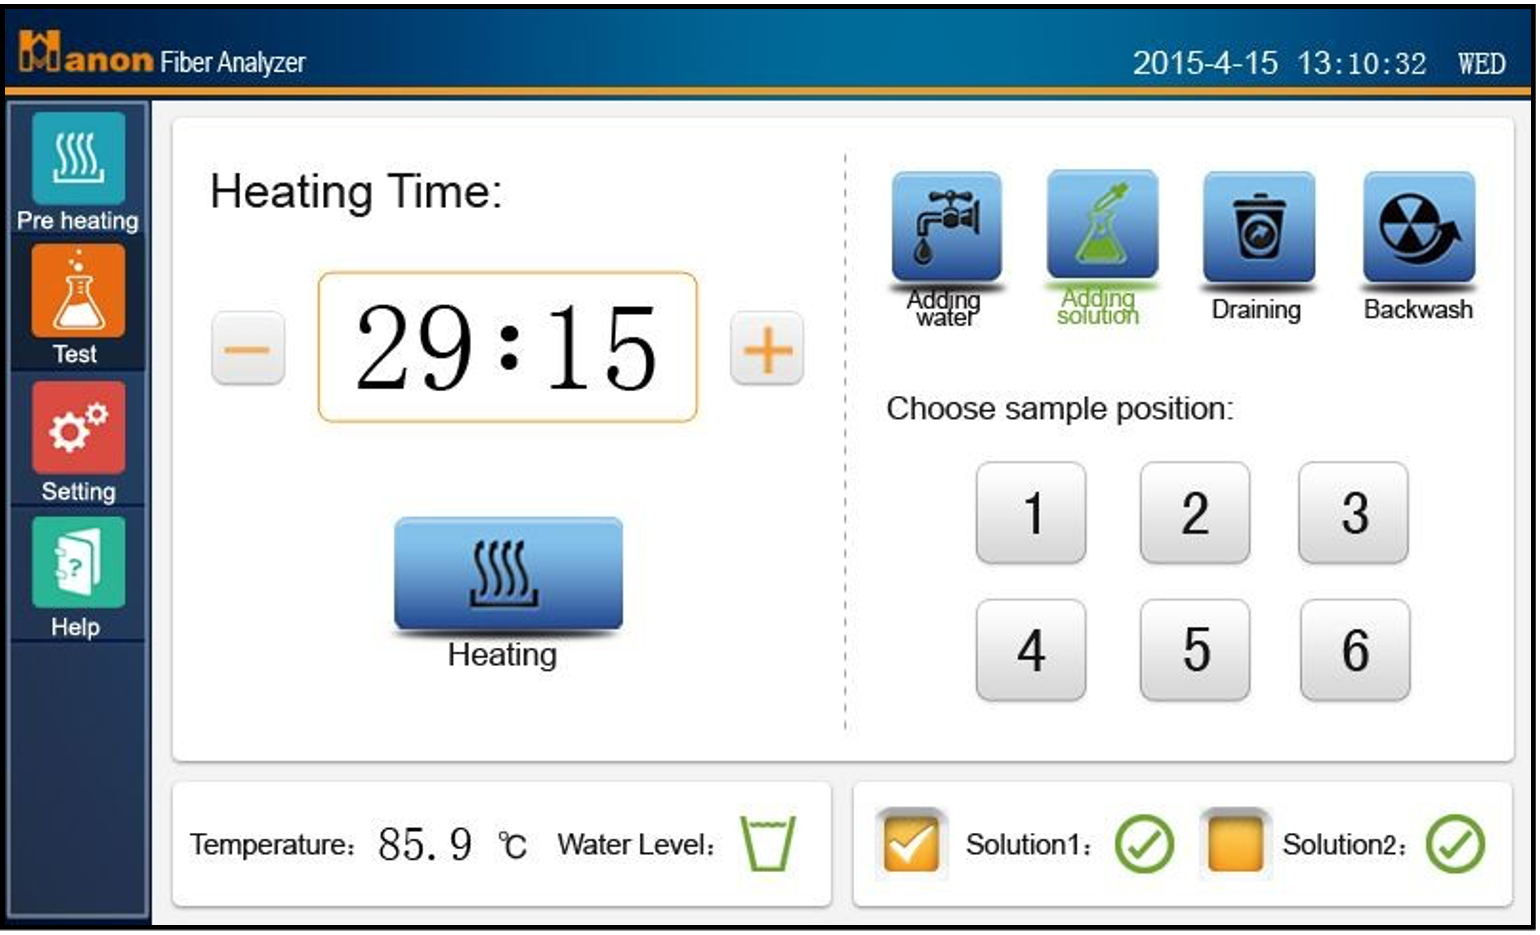 Hanon Fiber Analyzer
2015-4-15 13:10:32 WED
Pre heating
Test
Setting
Help
Heating Time:
29:15
Heating
Adding
water
Adding
solution
Draining
Backwash
Choose sample position:
1 2 3
4 5 6
Temperature: 85.9 ℃ Water Level:
Solution1: Solution2:
?